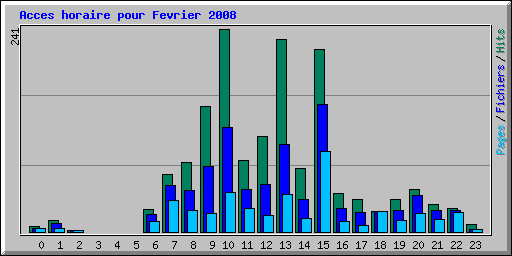 Acces horaire pour Fevrier 2008
241
Pages / Fichiers / Hits
0 1 2 3 4 5 6 7 8 9 10 11 12 13 14 15 16 17 18 19 20 21 22 23